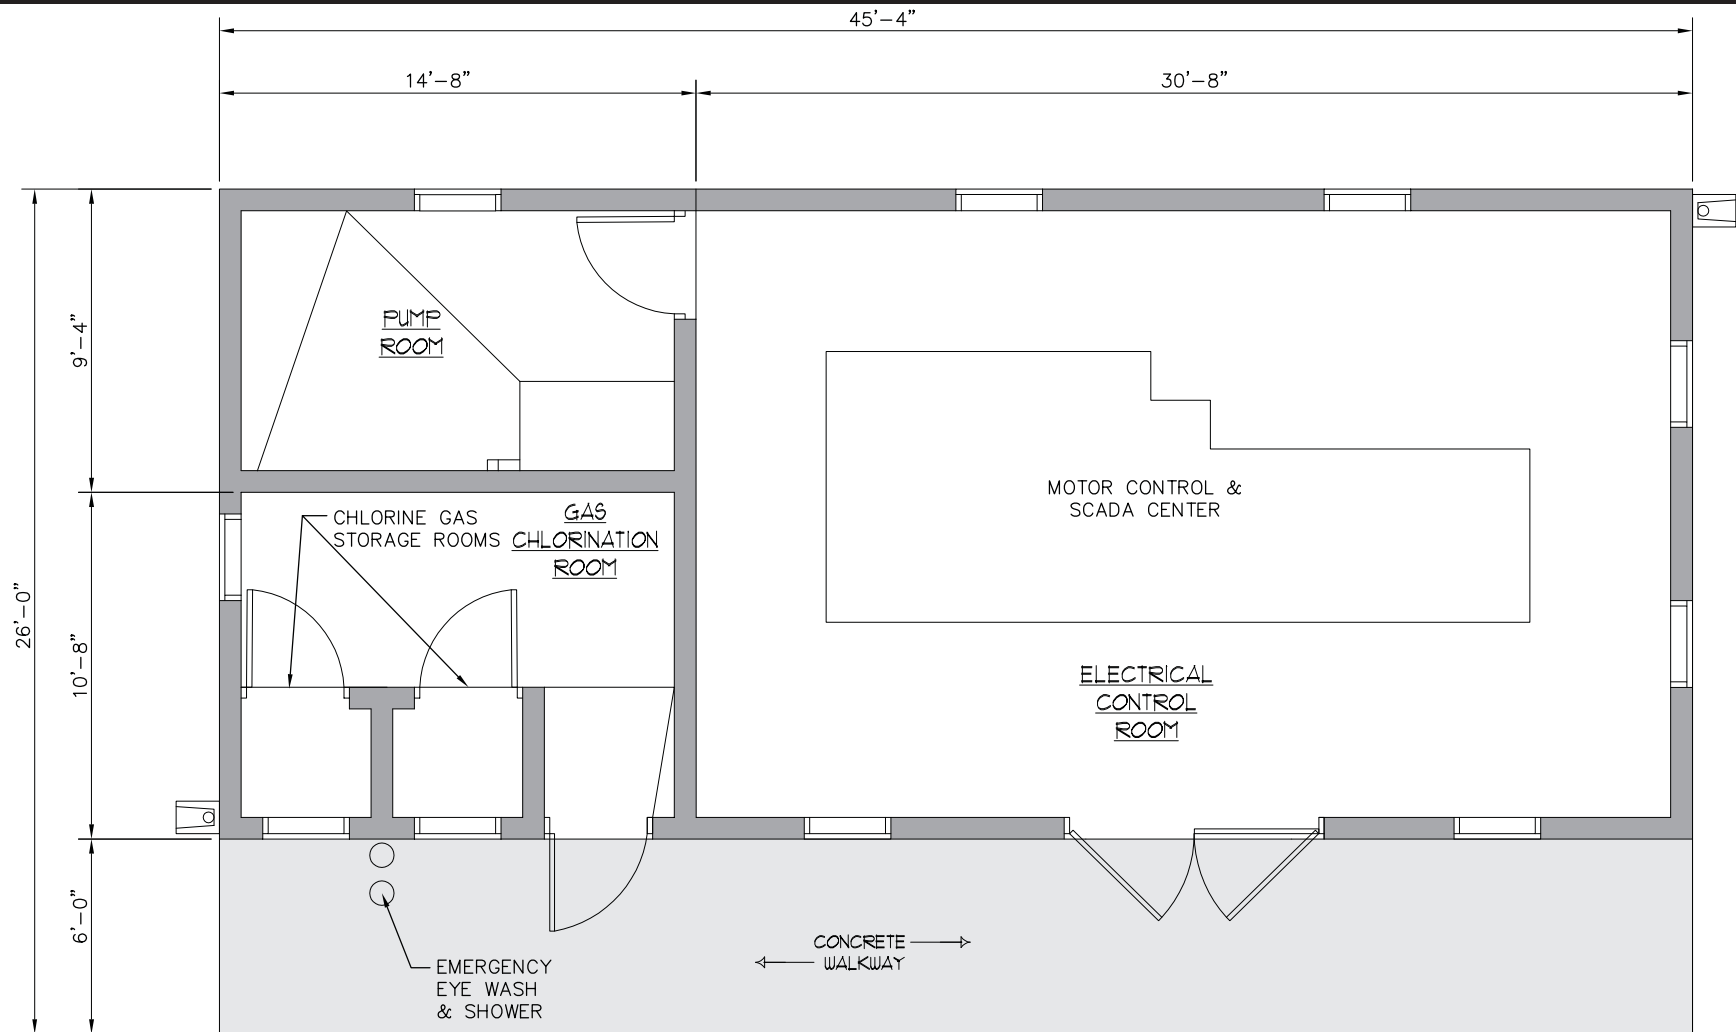 45'-4"
14'-8"
30'-8"
9'-4"
PUMP
ROOM
MOTOR CONTROL &
SCADA CENTER
CHLORINE GAS
STORAGE ROOMS
GAS
CHLORINATION
ROOM
26'-0"
10'-8"
ELECTRICAL
CONTROL
ROOM
6'-0"
CONCRETE
WALKWAY
EMERGENCY
EYE WASH
& SHOWER